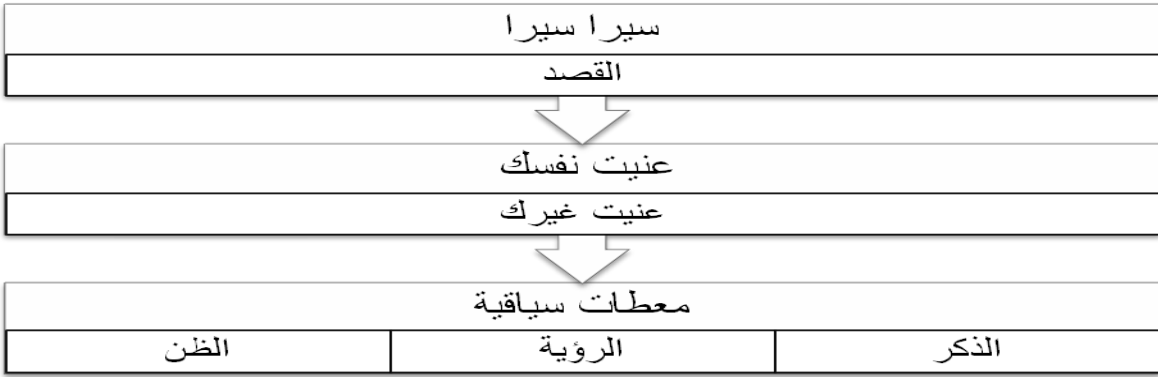 سيرا سيرا
القصد
عنيت نفسك
عنيت غيرك
معطات سياقية
الذكر الرؤية الظن